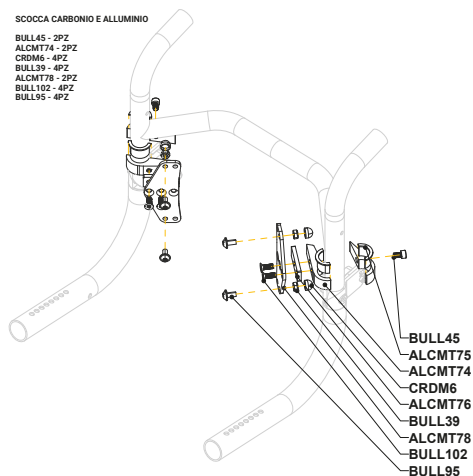 SCOCCA CARBONIO E ALLUMINIO
BULL45 - 2PZ
ALCMT74 - 2PZ
CRDM6 - 4PZ
BULL39 - 4PZ
ALCMT78 - 2PZ
BULL102 - 4PZ
BULL95 - 4PZ
BULL45
ALCMT75
ALCMT74
CRDM6
ALCMT76
BULL39
ALCMT78
BULL102
BULL95